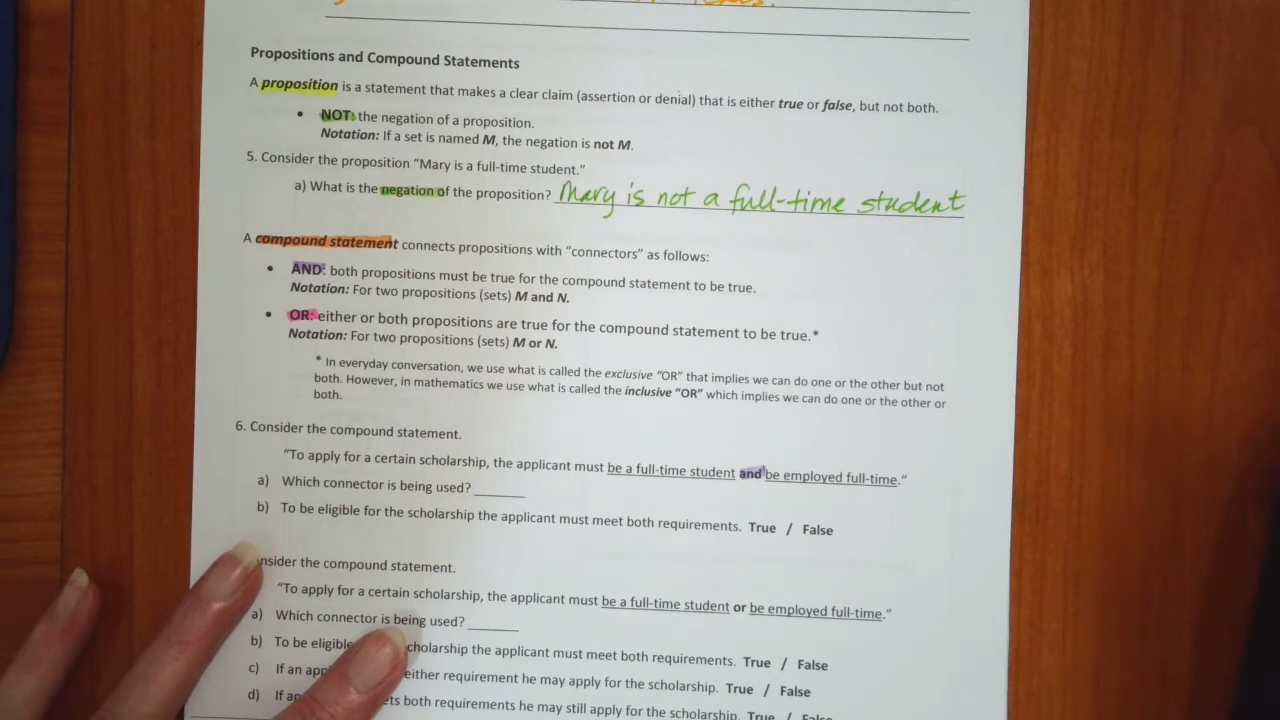 Propositions and Compound Statements
A proposition is a statement that makes a clear claim (assertion or denial) that is either true or false, but not both.
• NOT: the negation of a proposition.
Notation: If a set is named M, the negation is not M.
5. Consider the proposition “Mary is a full-time student.”
a) What is the negation of the proposition? Mary is not a full-time student
A compound statement connects propositions with “connectors” as follows:
• AND: both propositions must be true for the compound statement to be true.
Notation: For two propositions (sets) M and N.
• OR: either or both propositions are true for the compound statement to be true.*
Notation: For two propositions (sets) M or N.
* In everyday conversation, we use what is called the exclusive “OR” that implies we can do one or the other but not
both. However, in mathematics we use what is called the inclusive “OR” which implies we can do one or the other or
both.
6. Consider the compound statement.
“To apply for a certain scholarship, the applicant must be a full-time student and be employed full-time.”
a) Which connector is being used? ______
b) To be eligible for the scholarship the applicant must meet both requirements. True / False
nsider the compound statement.
“To apply for a certain scholarship, the applicant must be a full-time student or be employed full-time.”
a) Which connector is being used? ______
b) To be eligible cholarship the applicant must meet both requirements. True / False
c) If an app either requirement he may apply for the scholarship. True / False
d) If an ts both requirements he may still apply for the scholarship. True / False